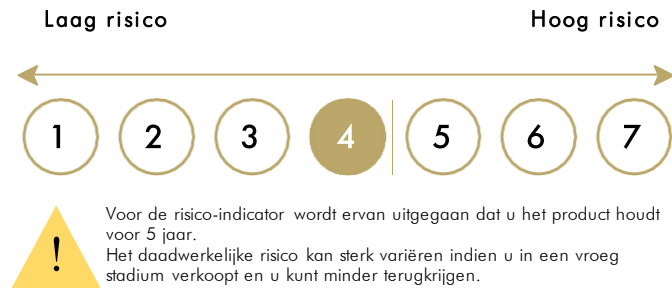 Laag risico Hoog risico
1 2 3 4 5 6 7
! Voor de risico-indicator wordt ervan uitgegaan dat u het product houdt
voor 5 jaar.
Het daadwerkelijke risico kan sterk variëren indien u in een vroeg
stadium verkoopt en u kunt minder terugkrijgen.